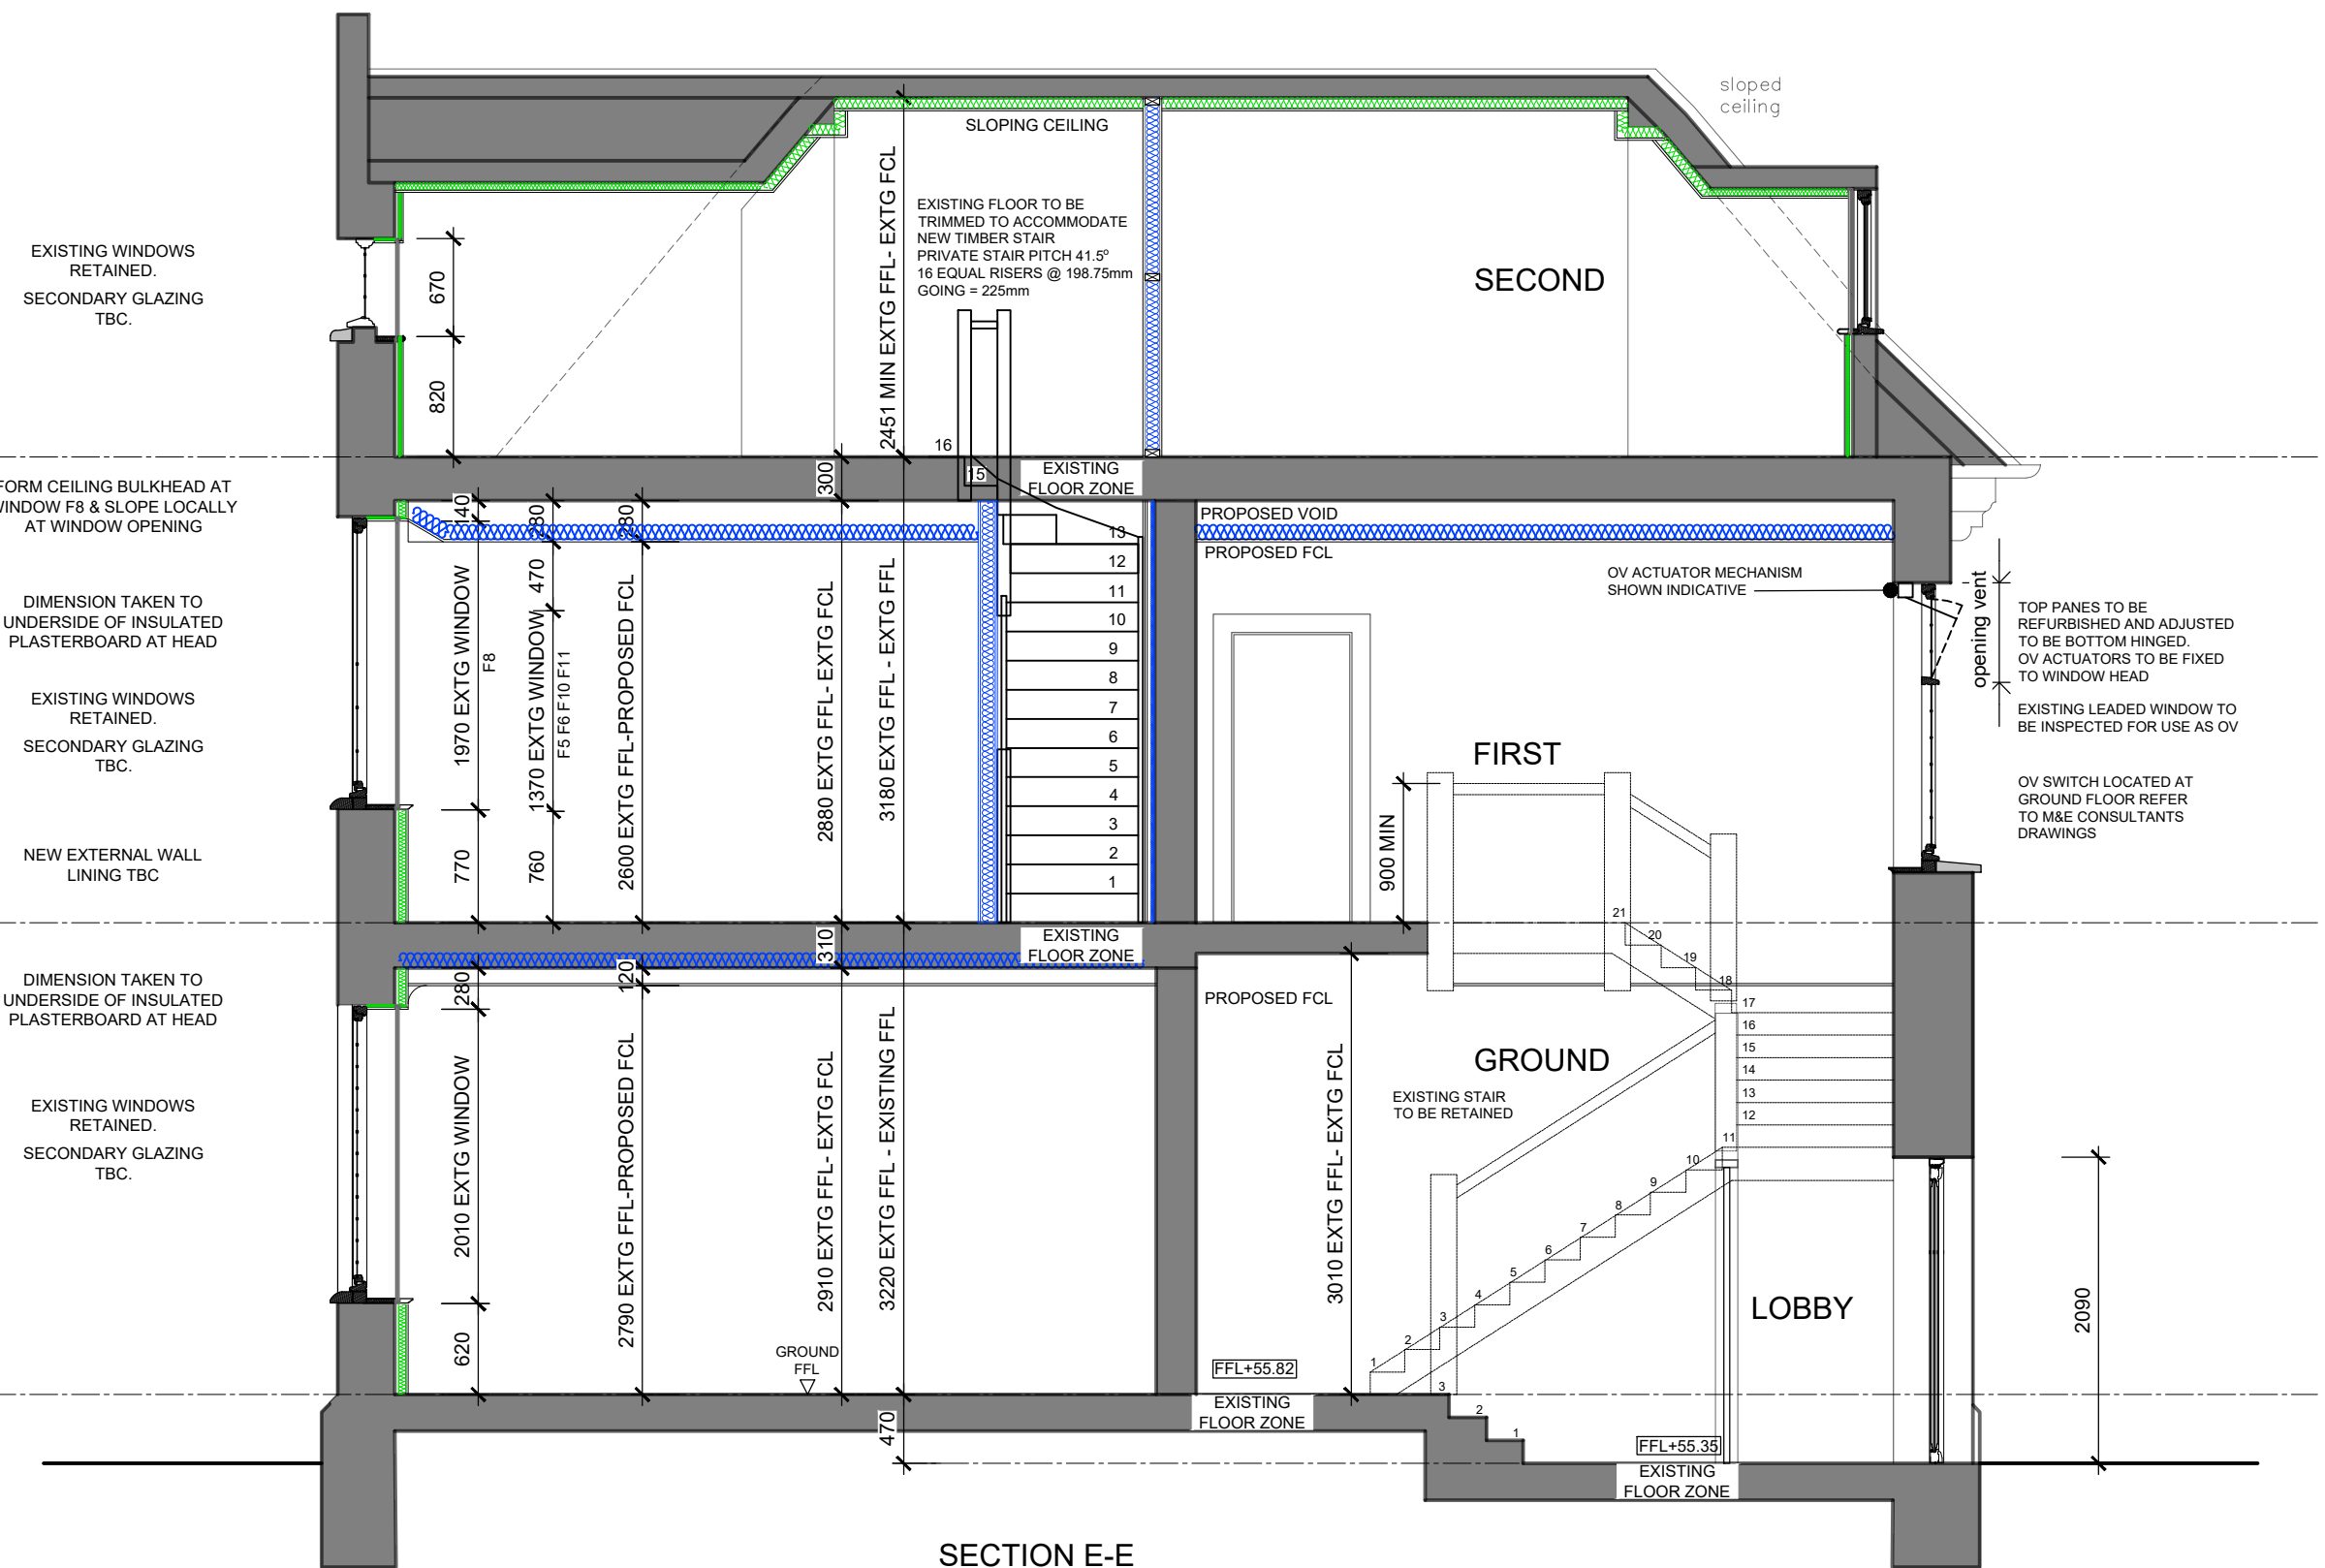 sloped
ceiling
SLOPING CEILING
EXISTING FLOOR TO BE
TRIMMED TO ACCOMMODATE
NEW TIMBER STAIR
PRIVATE STAIR PITCH 41.5º
16 EQUAL RISERS @ 198.75mm
GOING = 225mm
EXISTING WINDOWS
RETAINED.
SECONDARY GLAZING
TBC.
670
820
2451 MIN EXTG FFL- EXTG FCL
SECOND
16
15
300
EXISTING
FLOOR ZONE
FORM CEILING BULKHEAD AT
WINDOW F8 & SLOPE LOCALLY
AT WINDOW OPENING
140
280
280
PROPOSED VOID
PROPOSED FCL
DIMENSION TAKEN TO
UNDERSIDE OF INSULATED
PLASTERBOARD AT HEAD
EXISTING WINDOWS
RETAINED.
SECONDARY GLAZING
TBC.
NEW EXTERNAL WALL
LINING TBC
1970 EXTG WINDOW
F8
770
470
1370 EXTG WINDOW
F5 F6 F10 F11
760
2600 EXTG FFL-PROPOSED FCL
2880 EXTG FFL- EXTG FCL
3180 EXTG FFL - EXTG FFL
13
12
11
10
9
8
7
6
5
4
3
2
1
OV ACTUATOR MECHANISM
SHOWN INDICATIVE
opening vent
TOP PANES TO BE
REFURBISHED AND ADJUSTED
TO BE BOTTOM HINGED.
OV ACTUATORS TO BE FIXED
TO WINDOW HEAD
EXISTING LEADED WINDOW TO
BE INSPECTED FOR USE AS OV
OV SWITCH LOCATED AT
GROUND FLOOR REFER
TO M&E CONSULTANTS
DRAWINGS
FIRST
900 MIN
310
EXISTING
FLOOR ZONE
DIMENSION TAKEN TO
UNDERSIDE OF INSULATED
PLASTERBOARD AT HEAD
EXISTING WINDOWS
RETAINED.
SECONDARY GLAZING
TBC.
280
120
2010 EXTG WINDOW
620
2790 EXTG FFL-PROPOSED FCL
2910 EXTG FFL- EXTG FCL
3220 EXTG FFL - EXISTING FFL
GROUND
FFL
470
PROPOSED FCL
3010 EXTG FFL- EXTG FCL
GROUND
EXISTING STAIR
TO BE RETAINED
21
20
19
18
17
16
15
14
13
12
11
10
9
8
7
6
5
4
3
2
1
FFL+55.82
EXISTING
FLOOR ZONE
3
2
1
LOBBY
2090
FFL+55.35
EXISTING
FLOOR ZONE
SECTION E-E